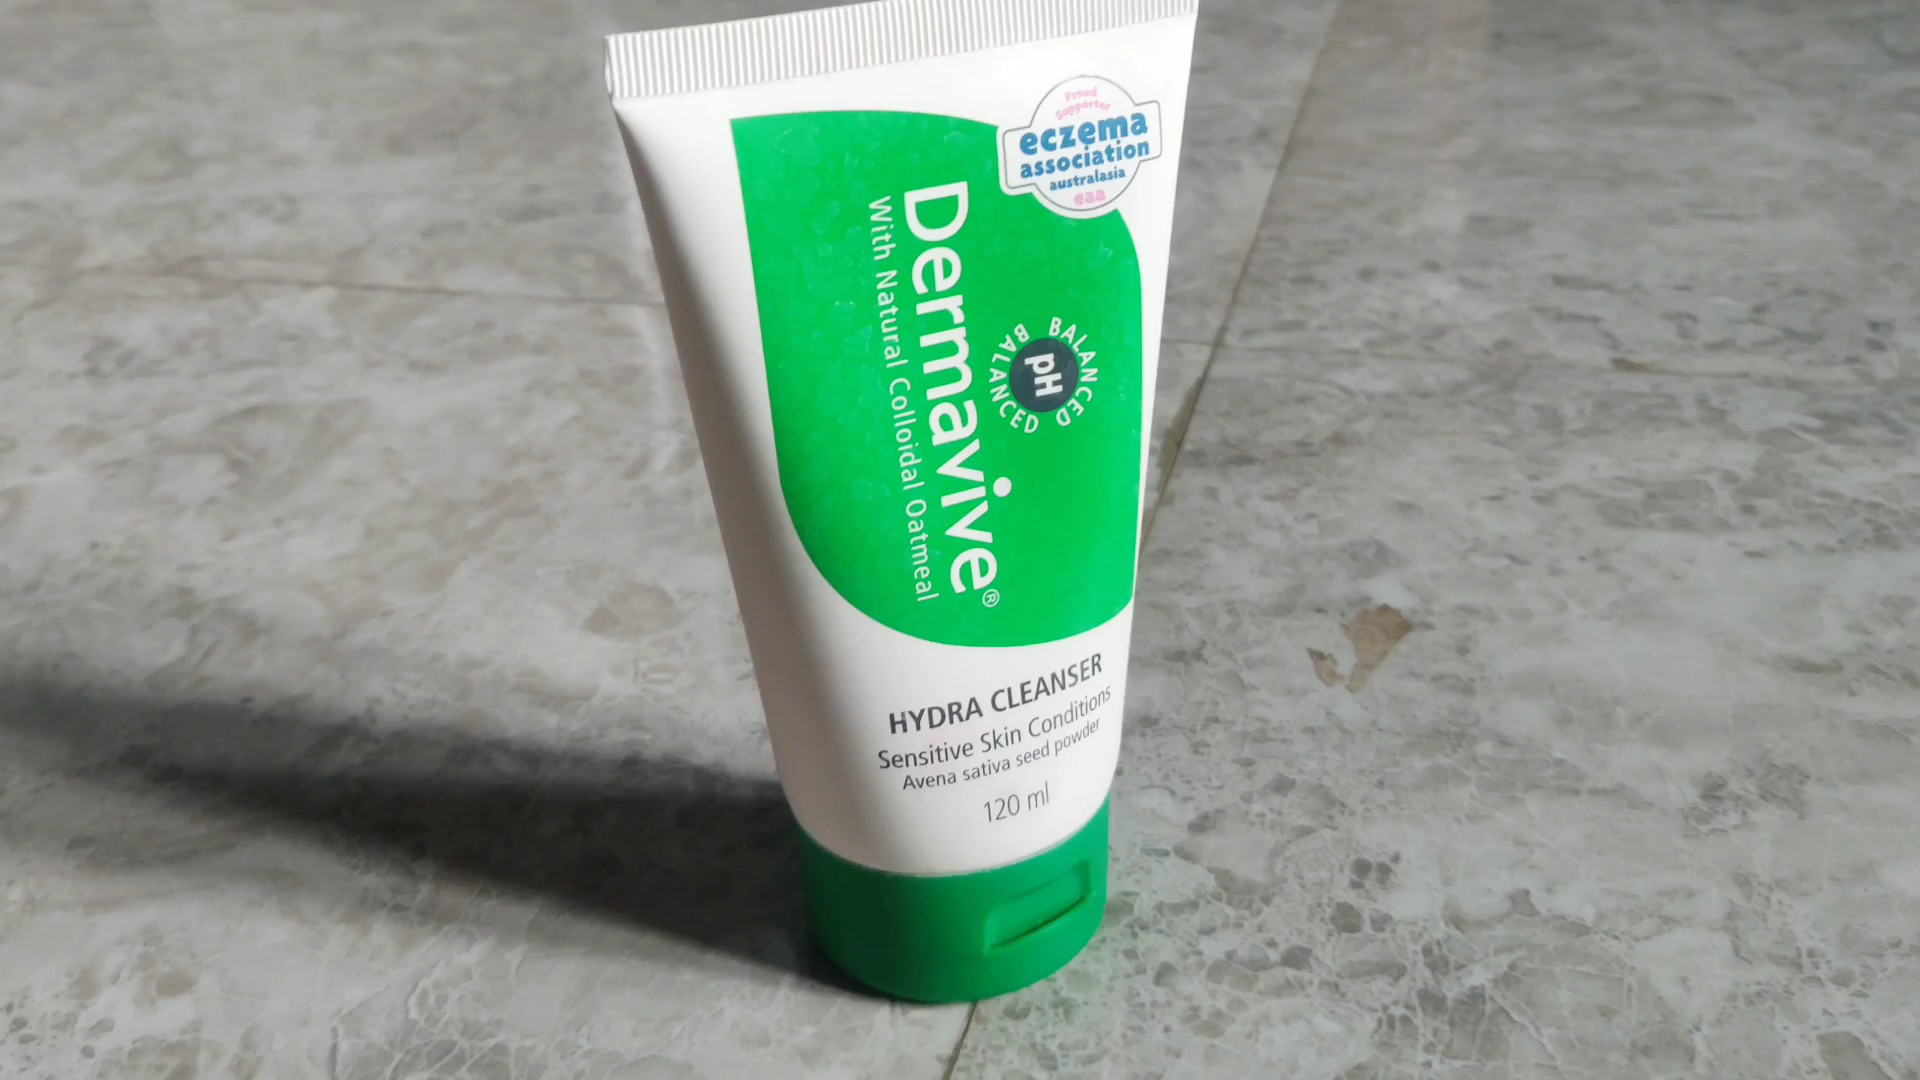 Proud
Supporter
eczema
association
australasia
eaa
Dermavive®
With Natural Colloidal Oatmeal
BALANCED
pH
BALANCED
HYDRA CLEANSER
Sensitive Skin Conditions
Avena sativa seed powder
120 ml